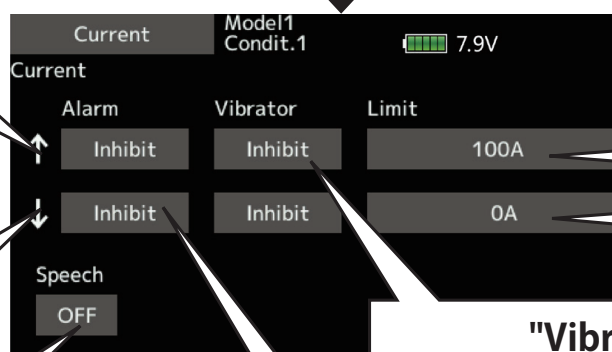 Current
Model1
Condit.1
7.9V
Current
Alarm Vibrator Limit
↑ Inhibit Inhibit 100A
↓ Inhibit Inhibit 0A
Speech
OFF
"Vibr